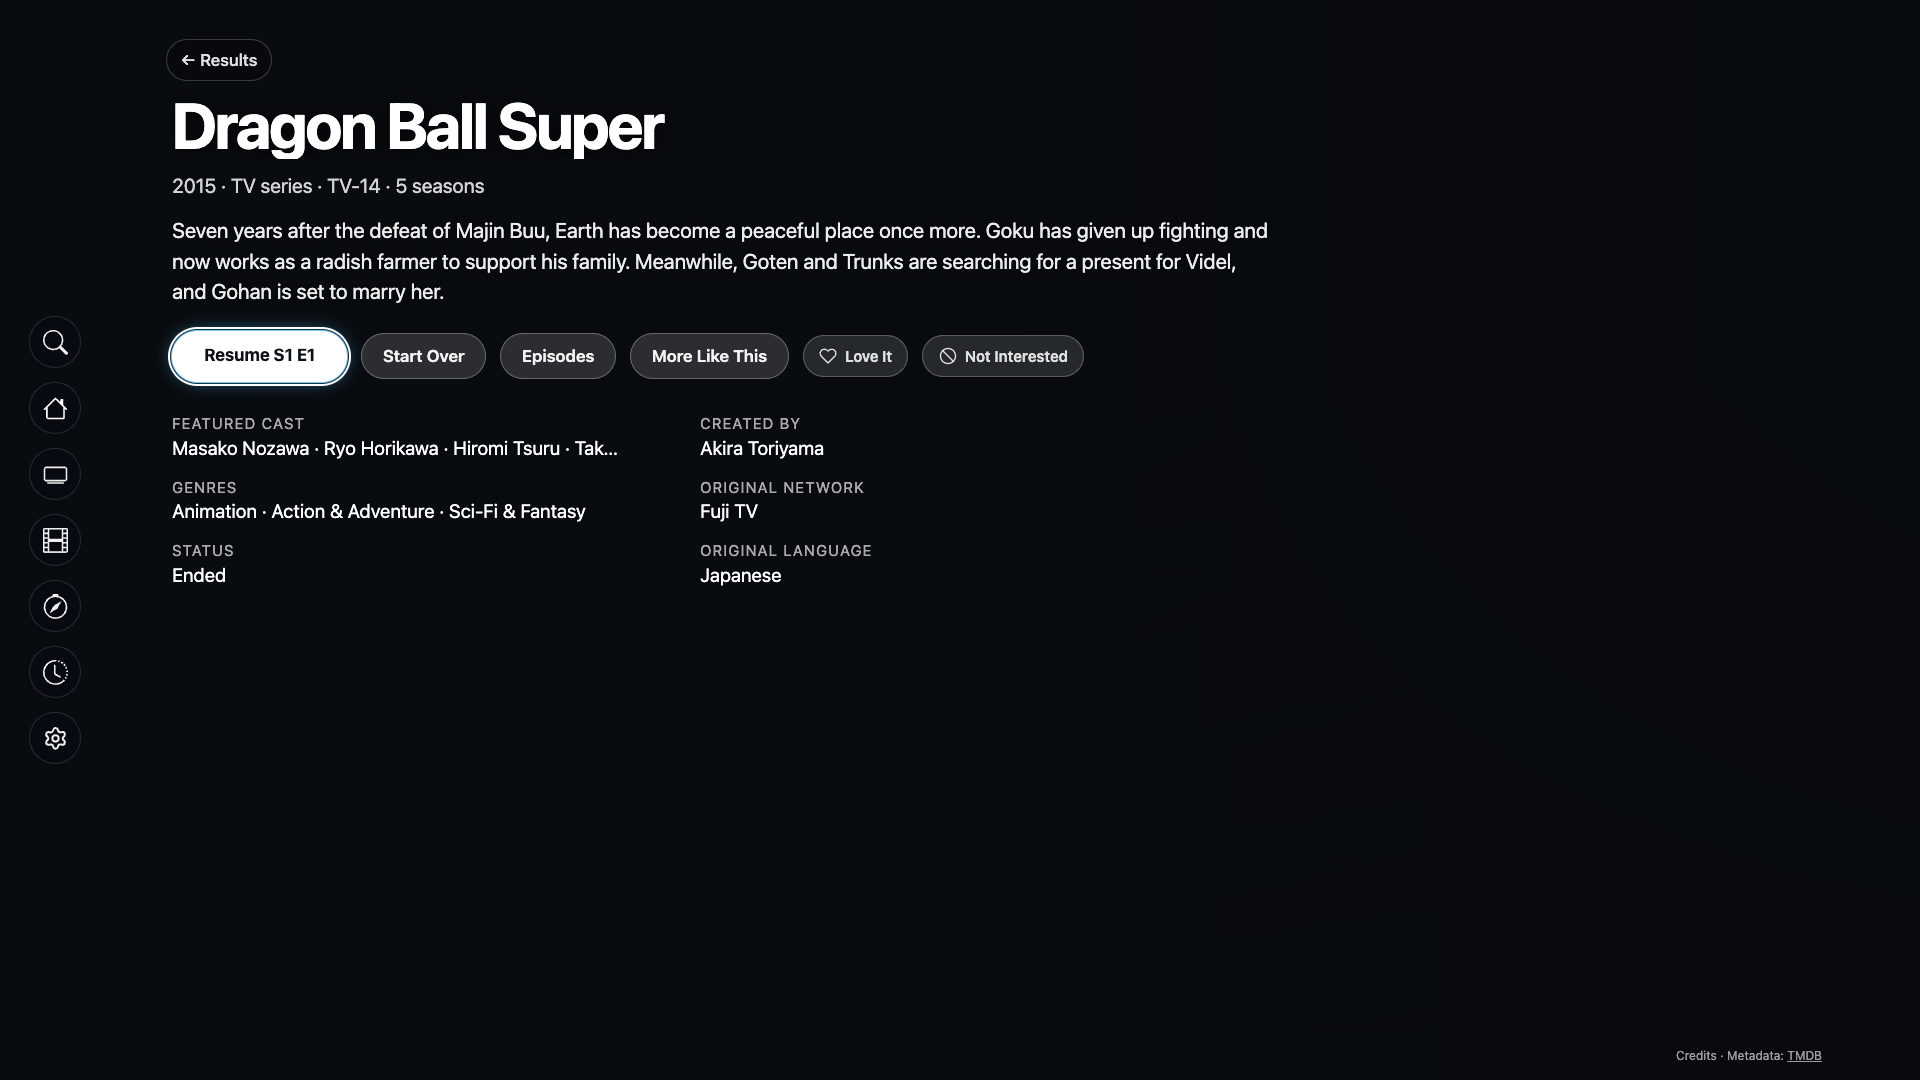 ← Results
Dragon Ball Super
2015 · TV series · TV-14 · 5 seasons
Seven years after the defeat of Majin Buu, Earth has become a peaceful place once more. Goku has given up fighting and
now works as a radish farmer to support his family. Meanwhile, Goten and Trunks are searching for a present for Videl,
and Gohan is set to marry her.
Resume S1 E1 Start Over Episodes More Like This Love It Not Interested
FEATURED CAST
Masako Nozawa · Ryo Horikawa · Hiromi Tsuru · Tak...
CREATED BY
Akira Toriyama
GENRES
Animation · Action & Adventure · Sci-Fi & Fantasy
ORIGINAL NETWORK
Fuji TV
STATUS
Ended
ORIGINAL LANGUAGE
Japanese
Credits · Metadata: TMDB